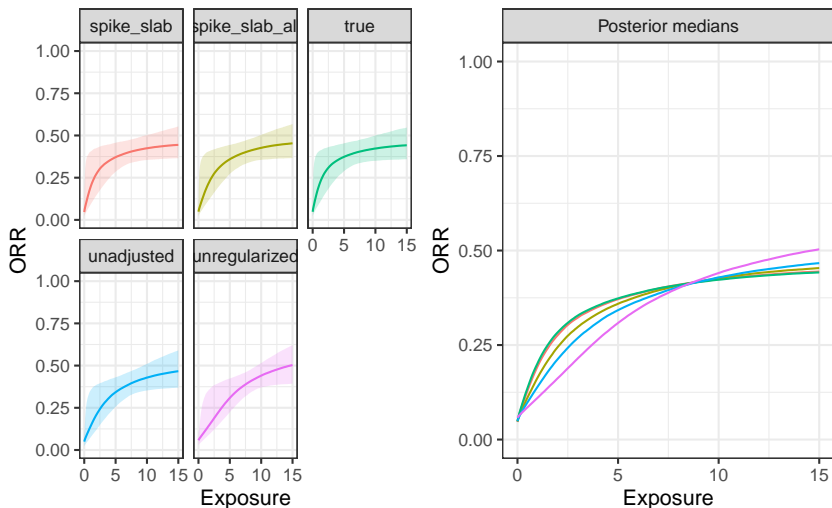 spike_slab
spike_slab_al
true
Posterior medians
1.00
0.75
0.50
0.25
0.00
0 5 10 15
unadjusted
unregularized
1.00
0.75
0.50
0.25
0.00
0 5 10 15
0 5 10 15
Exposure
ORR
1.00
0.75
0.50
0.25
0.00
0 5 10 15
Exposure
ORR